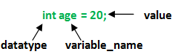 int age = 20; value
datatype variable_name